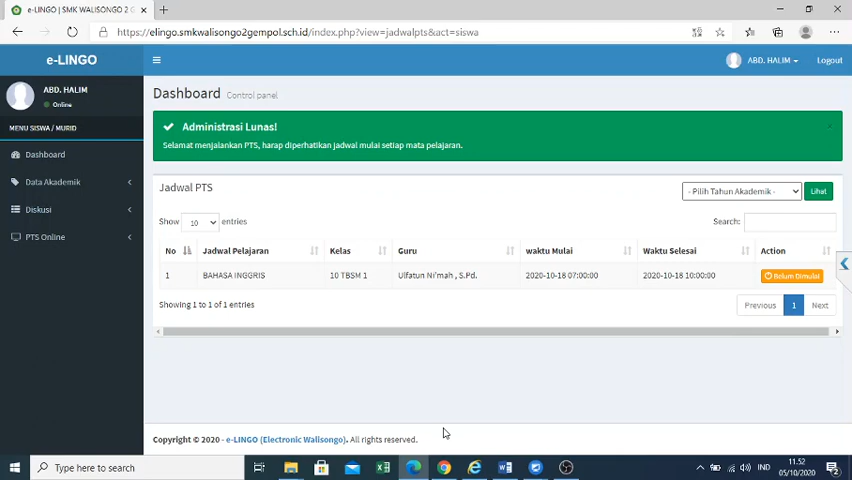 e-LINGO | SMK WALISONGO 2 G
https://elingo.smkwalisongo2gempol.sch.id/index.php?view=jadwalpts&act=siswa
e-LINGO
ABD. HALIM
Logout
ABD. HALIM
Online
MENU SISWA / MURID
Dashboard
Data Akademik
Diskusi
PTS Online
Dashboard Control panel
Administrasi Lunas!
Selamat menjalankan PTS, harap diperhatikan jadwal mulai setiap mata pelajaran.
Jadwal PTS
- Pilih Tahun Akademik -
Lihat
Show 10 entries
Search:
No Jadwal Pelajaran Kelas Guru waktu Mulai Waktu Selesai Action
1 BAHASA INGGRIS 10 TBSM 1 Ulfatun Ni'mah , S.Pd. 2020-10-18 07:00:00 2020-10-18 10:00:00 Belum Dimulai
Showing 1 to 1 of 1 entries
Previous 1 Next
Copyright © 2020 - e-LINGO (Electronic Walisongo). All rights reserved.
Type here to search
IND
11.52
05/10/2020
2